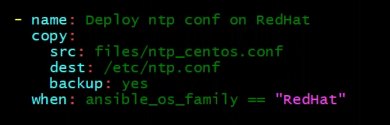 - name: Deploy ntp conf on RedHat
  copy:
    src: files/ntp_centos.conf
    dest: /etc/ntp.conf
    backup: yes
  when: ansible_os_family == "RedHat"